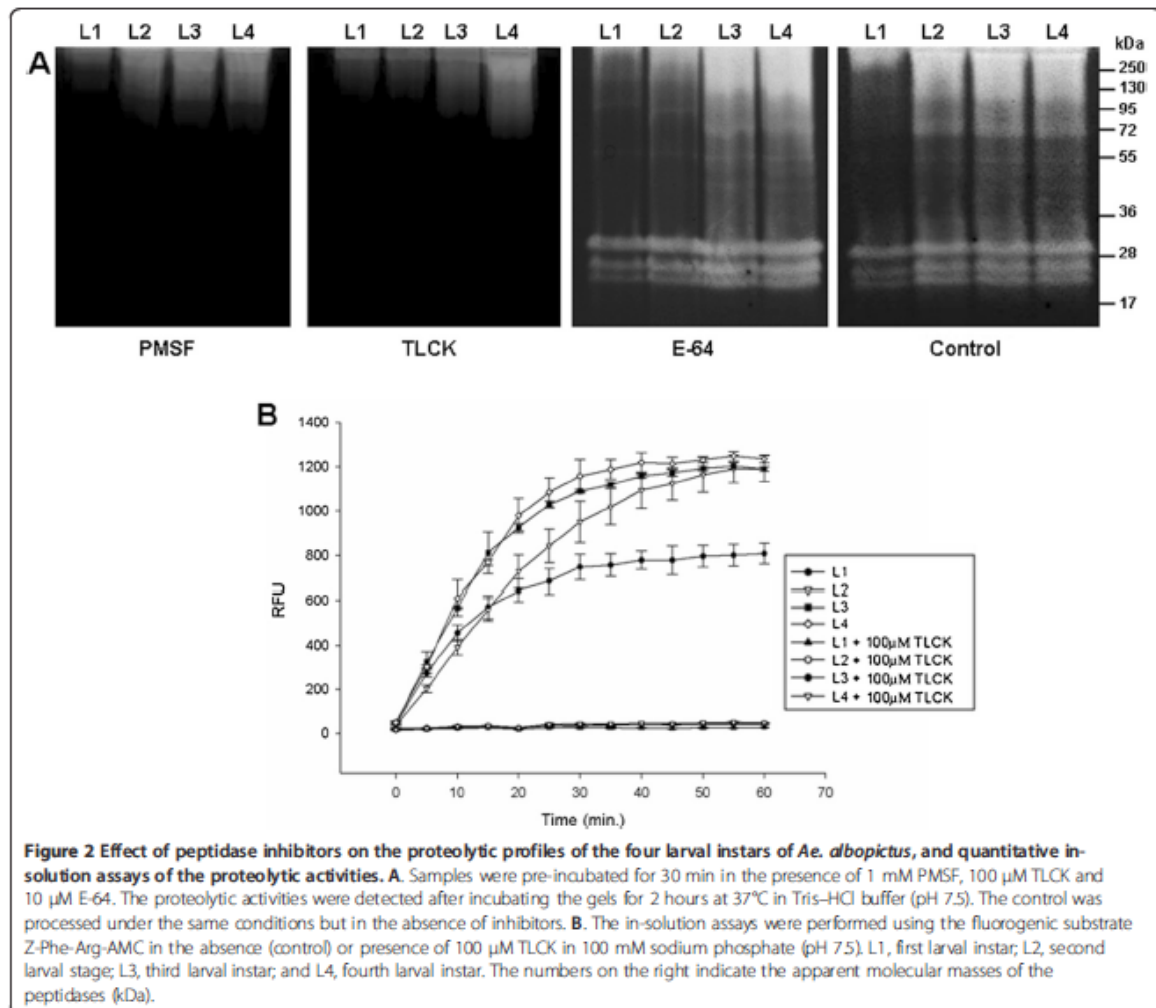 L1 L2 L3 L4 L1 L2 L3 L4 L1 L2 L3 L4 L1 L2 L3 L4
A
kDa
250
130
95
72
55
36
28
17
PMSF TLCK E-64 Control
B
1400
1200
1000
800
600
400
200
0
RFU
0 10 20 30 40 50 60 70
Time (min.)
L1
L2
L3
L4
L1 + 100µM TLCK
L2 + 100µM TLCK
L3 + 100µM TLCK
L4 + 100µM TLCK
Figure 2 Effect of peptidase inhibitors on the proteolytic profiles of the four larval instars of Ae. albopictus, and quantitative in-
solution assays of the proteolytic activities. A. Samples were pre-incubated for 30 min in the presence of 1 mM PMSF, 100 µM TLCK and
10 µM E-64. The proteolytic activities were detected after incubating the gels for 2 hours at 37°C in Tris–HCl buffer (pH 7.5). The control was
processed under the same conditions but in the absence of inhibitors. B. The in-solution assays were performed using the fluorogenic substrate
Z-Phe-Arg-AMC in the absence (control) or presence of 100 µM TLCK in 100 mM sodium phosphate (pH 7.5). L1, first larval instar; L2, second
larval stage; L3, third larval instar; and L4, fourth larval instar. The numbers on the right indicate the apparent molecular masses of the
peptidases (kDa).